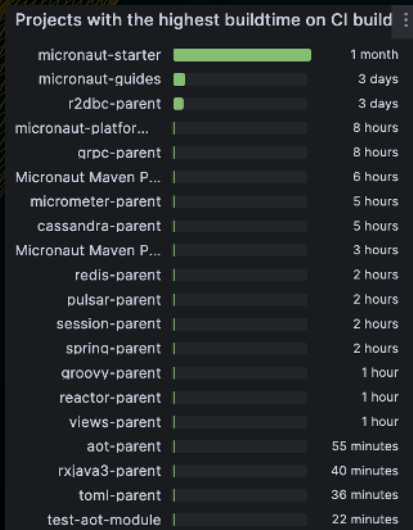 Projects with the highest buildtime on CI build
micronaut-starter 1 month
micronaut-guides 3 days
r2dbc-parent 3 days
micronaut-platfor... 8 hours
grpc-parent 8 hours
Micronaut Maven P... 6 hours
micrometer-parent 5 hours
cassandra-parent 5 hours
Micronaut Maven P... 3 hours
redis-parent 2 hours
pulsar-parent 2 hours
session-parent 2 hours
spring-parent 2 hours
groovy-parent 1 hour
reactor-parent 1 hour
views-parent 1 hour
aot-parent 55 minutes
rxjava3-parent 40 minutes
toml-parent 36 minutes
test-aot-module 22 minutes